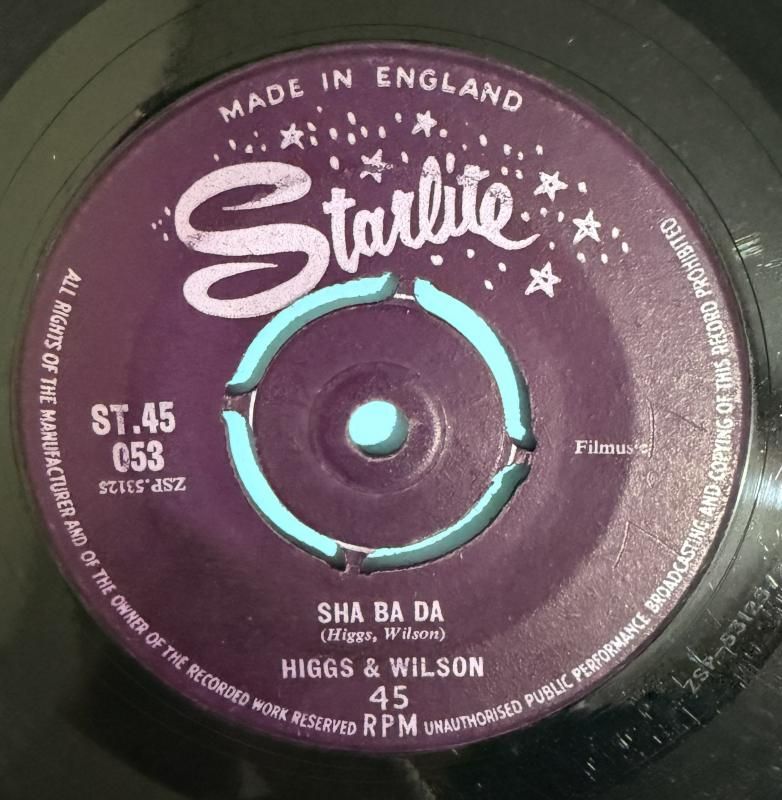 MADE IN ENGLAND
Starlite
ST.45
053
ZSP.53125
Filmusic
SHA BA DA
(Higgs, Wilson)
HIGGS & WILSON
45
RPM
ALL RIGHTS OF THE MANUFACTURER AND OF THE OWNER OF THE RECORDED WORK RESERVED
UNAUTHORISED PUBLIC PERFORMANCE BROADCASTING AND COPYING OF THIS RECORD PROHIBITED